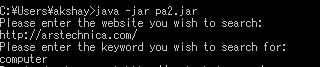 C:¥Users¥akshay>java -jar pa2.jar
Please enter the website you wish to search:
http://arstechnica.com/
Please enter the keyword you wish to search for:
computer